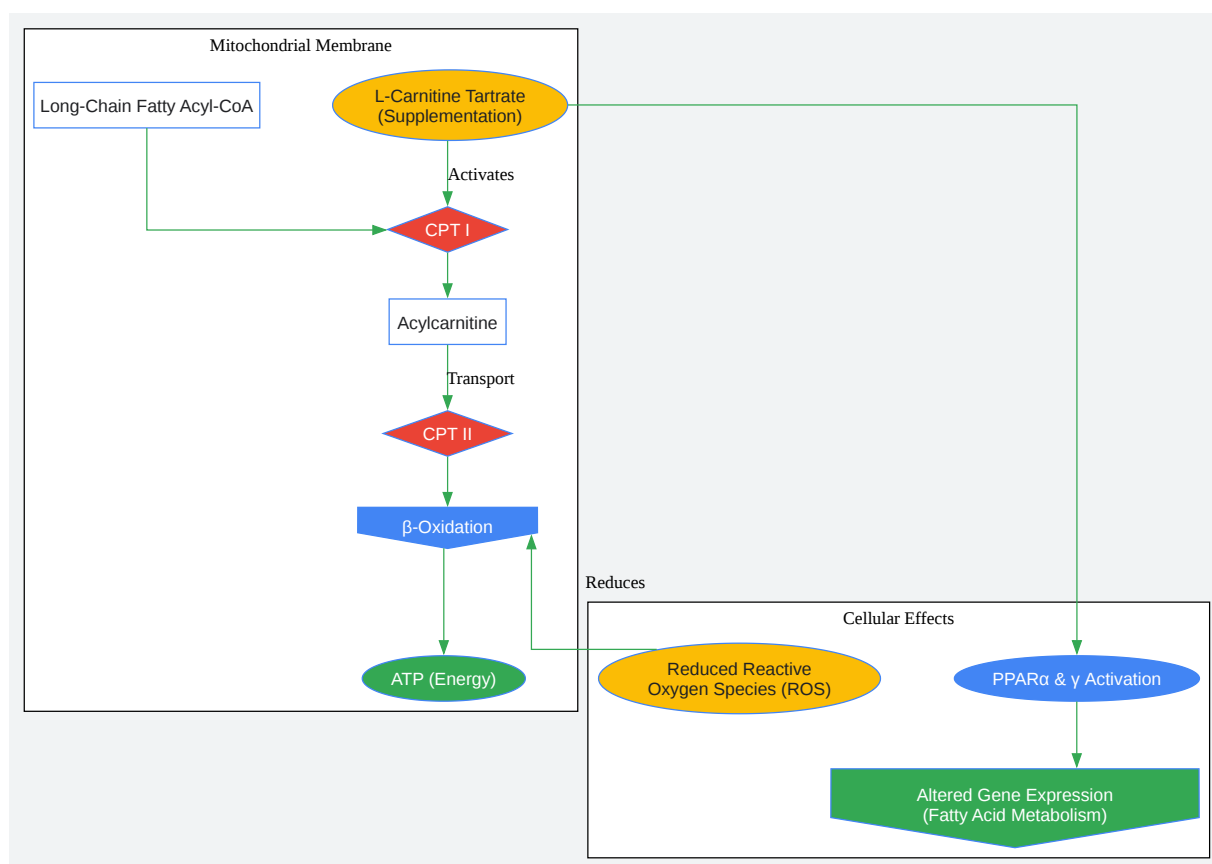 Mitochondrial Membrane
Long-Chain Fatty Acyl-CoA
L-Carnitine Tartrate
(Supplementation)
Activates
CPT I
Acylcarnitine
Transport
CPT II
β-Oxidation
ATP (Energy)
Reduces
Cellular Effects
Reduced Reactive
Oxygen Species (ROS)
PPARα & γ Activation
Altered Gene Expression
(Fatty Acid Metabolism)